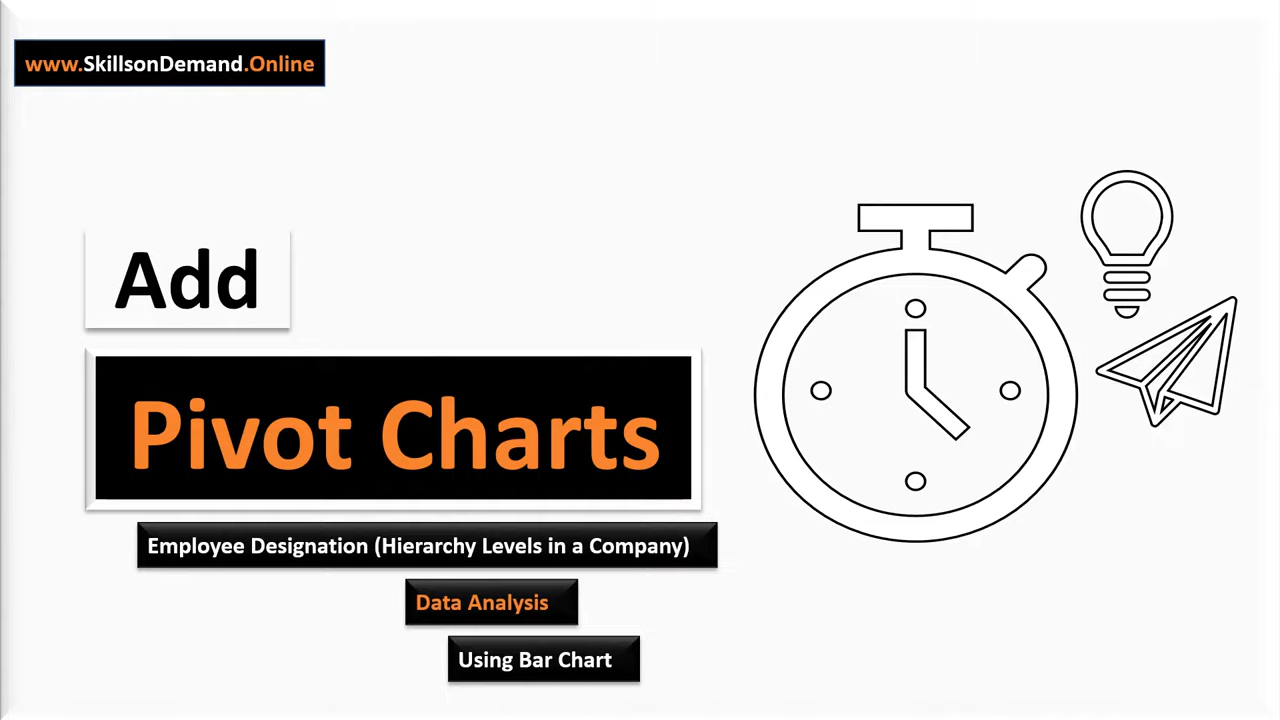 www.SkillsonDemand.Online
Add
Pivot Charts
Employee Designation (Hierarchy Levels in a Company)
Data Analysis
Using Bar Chart